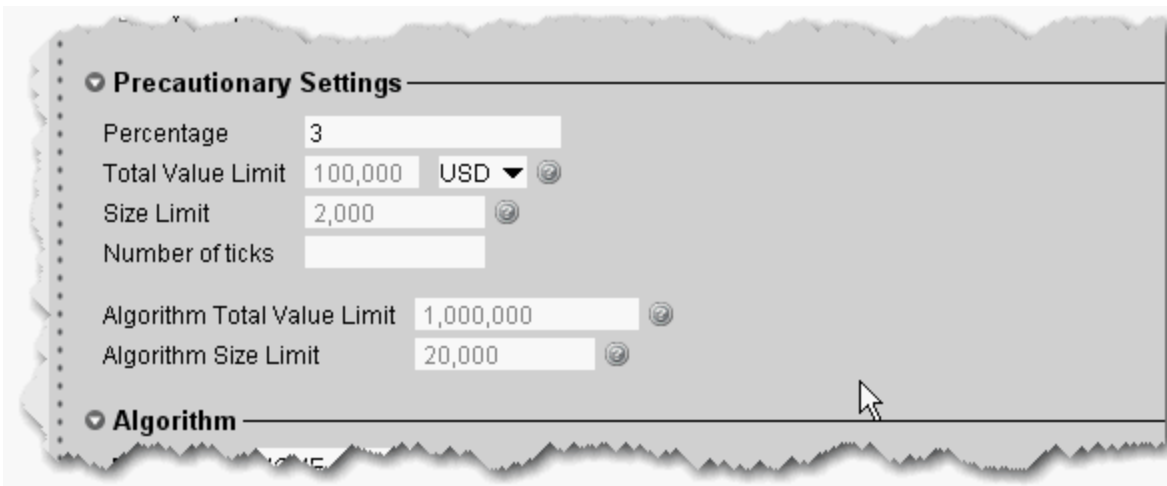 Precautionary Settings
Percentage 3
Total Value Limit 100,000 USD
Size Limit 2,000
Number of ticks
Algorithm Total Value Limit 1,000,000
Algorithm Size Limit 20,000
Algorithm